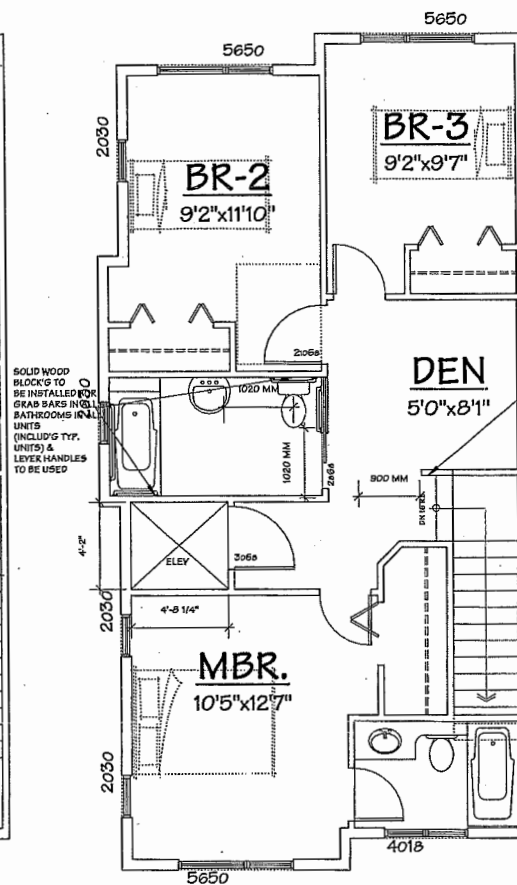 5650
5650
2030
BR-3
9'2"x9'7"
BR-2
9'2"x11'10"
2106s
DEN
5'0"x8'1"
SOLID WOOD
BLOCK'G TO
BE INSTALLED FOR
GRAB BARS IN ALL
BATHROOMS IN ALL
UNITS
(INCLUD'G TYP.
UNITS) &
LEVER HANDLES
TO BE USED
1020 MM
1020 MM
286s
900 MM
4'-2"
ELEV
306s
2030
4'-8 1/4"
MBR.
10'5"x12'7"
2030
5650
4018